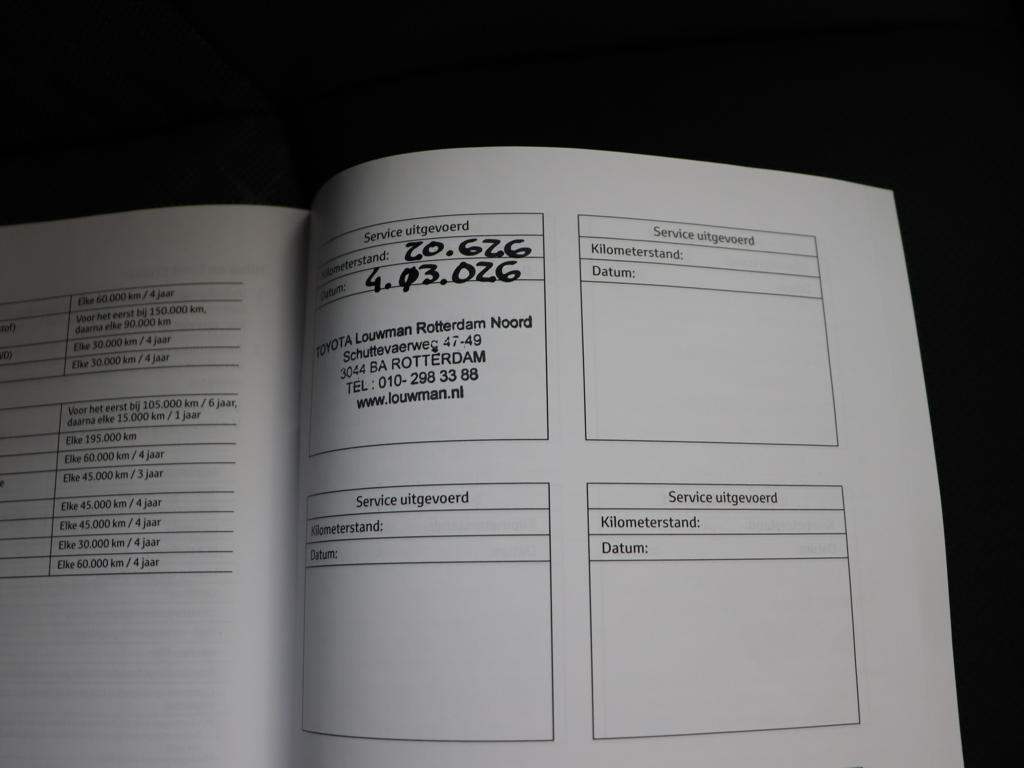 Elke 60.000 km / 4 jaar
Voor het eerst bij 150.000 km,
daarna elke 90.000 km
Elke 30.000 km / 4 jaar
Elke 30.000 km / 4 jaar
Voor het eerst bij 105.000 km / 6 jaar,
daarna elke 15.000 km / 1 jaar
Elke 195.000 km
Elke 60.000 km / 4 jaar
Elke 45.000 km / 3 jaar
Elke 45.000 km / 4 jaar
Elke 45.000 km / 4 jaar
Elke 30.000 km / 4 jaar
Elke 60.000 km / 4 jaar
Service uitgevoerd
Kilometerstand: 20.626
Datum: 4.03.026
TOYOTA Louwman Rotterdam Noord
Schuttevaerweg 47-49
3044 BA ROTTERDAM
TEL : 010- 298 33 88
www.louwman.nl
Service uitgevoerd
Kilometerstand:
Datum:
Service uitgevoerd
Kilometerstand:
Datum:
Service uitgevoerd
Kilometerstand:
Datum: